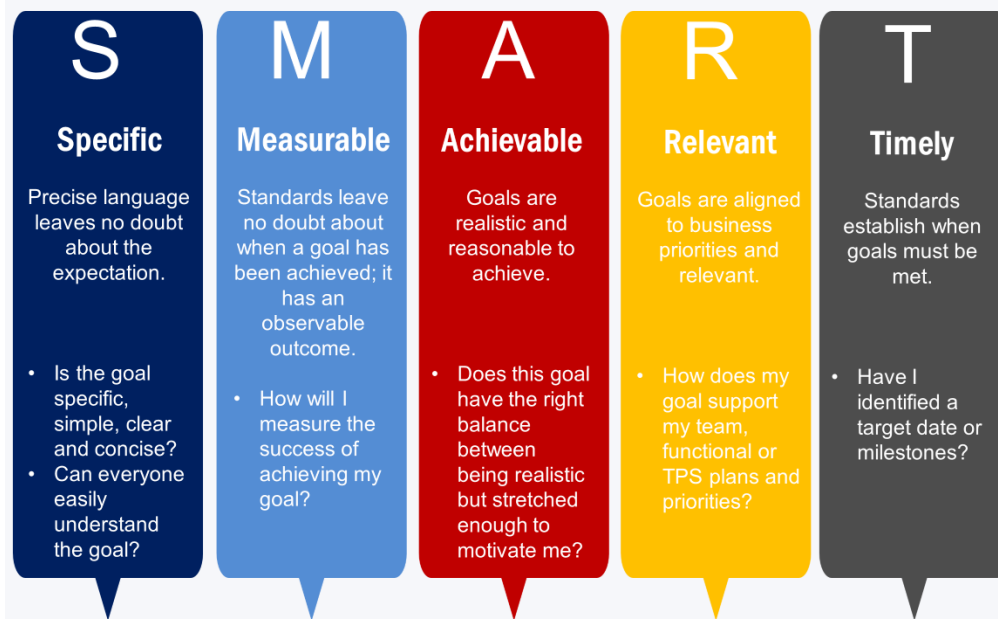 S
Specific
Precise language
leaves no doubt
about the
expectation.
• Is the goal
specific,
simple, clear
and concise?
• Can everyone
easily
understand
the goal?
M
Measurable
Standards leave
no doubt about
when a goal has
been achieved; it
has an
observable
outcome.
• How will I
measure the
success of
achieving my
goal?
A
Achievable
Goals are
realistic and
reasonable to
achieve.
• Does this goal
have the right
balance
between
being realistic
but stretched
enough to
motivate me?
R
Relevant
Goals are aligned
to business
priorities and
relevant.
• How does my
goal support
my team,
functional or
TPS plans and
priorities?
T
Timely
Standards
establish when
goals must be
met.
• Have I
identified a
target date or
milestones?